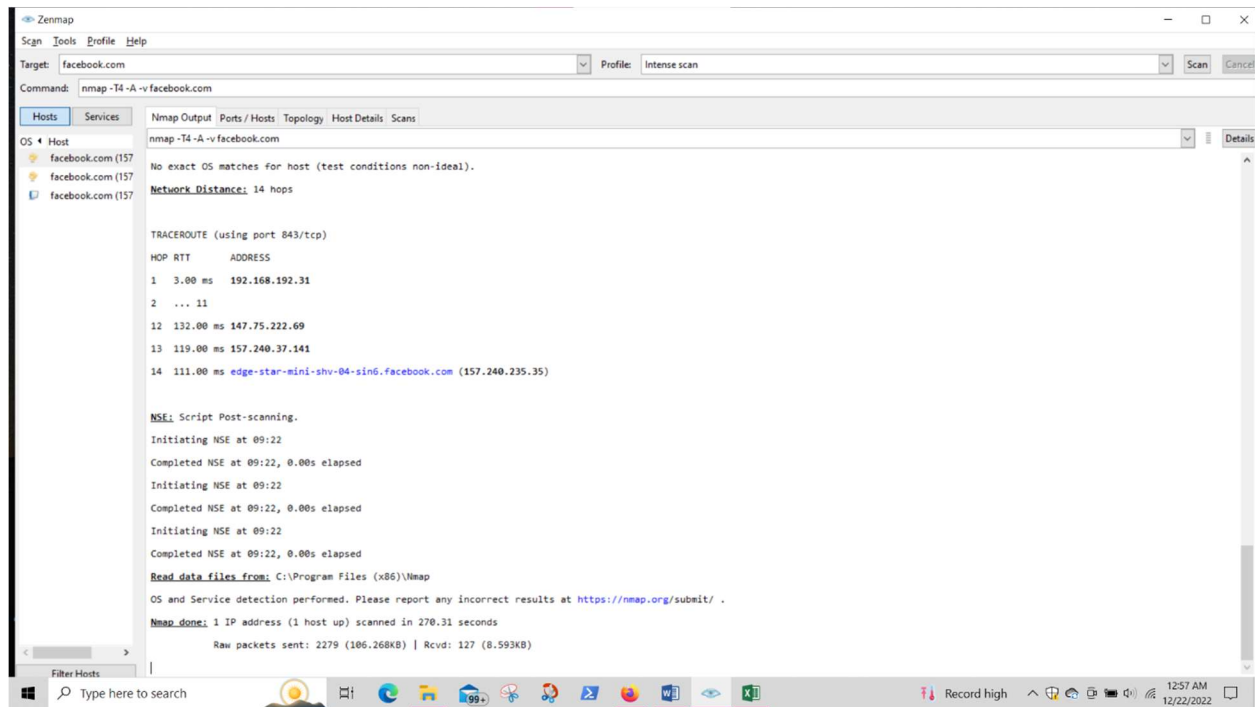 Zenmap
Scan Tools Profile Help
Target: facebook.com Profile: Intense scan Scan Cancel
Command: nmap -T4 -A -v facebook.com
Hosts Services Nmap Output Ports / Hosts Topology Host Details Scans
OS Host nmap -T4 -A -v facebook.com Details
facebook.com (157
facebook.com (157
facebook.com (157
No exact OS matches for host (test conditions non-ideal).
Network Distance: 14 hops
TRACEROUTE (using port 843/tcp)
HOP RTT ADDRESS
1 3.00 ms 192.168.192.31
2 ... 11
12 132.00 ms 147.75.222.69
13 119.00 ms 157.240.37.141
14 111.00 ms edge-star-mini-shv-04-sin6.facebook.com (157.240.235.35)
NSE: Script Post-scanning.
Initiating NSE at 09:22
Completed NSE at 09:22, 0.00s elapsed
Initiating NSE at 09:22
Completed NSE at 09:22, 0.00s elapsed
Initiating NSE at 09:22
Completed NSE at 09:22, 0.00s elapsed
Read data files from: C:\Program Files (x86)\Nmap
OS and Service detection performed. Please report any incorrect results at https://nmap.org/submit/ .
Nmap done: 1 IP address (1 host up) scanned in 270.31 seconds
Raw packets sent: 2279 (106.268KB) | Rcvd: 127 (8.593KB)
Filter Hosts
Type here to search 99+ Record high 12:57 AM
12/22/2022